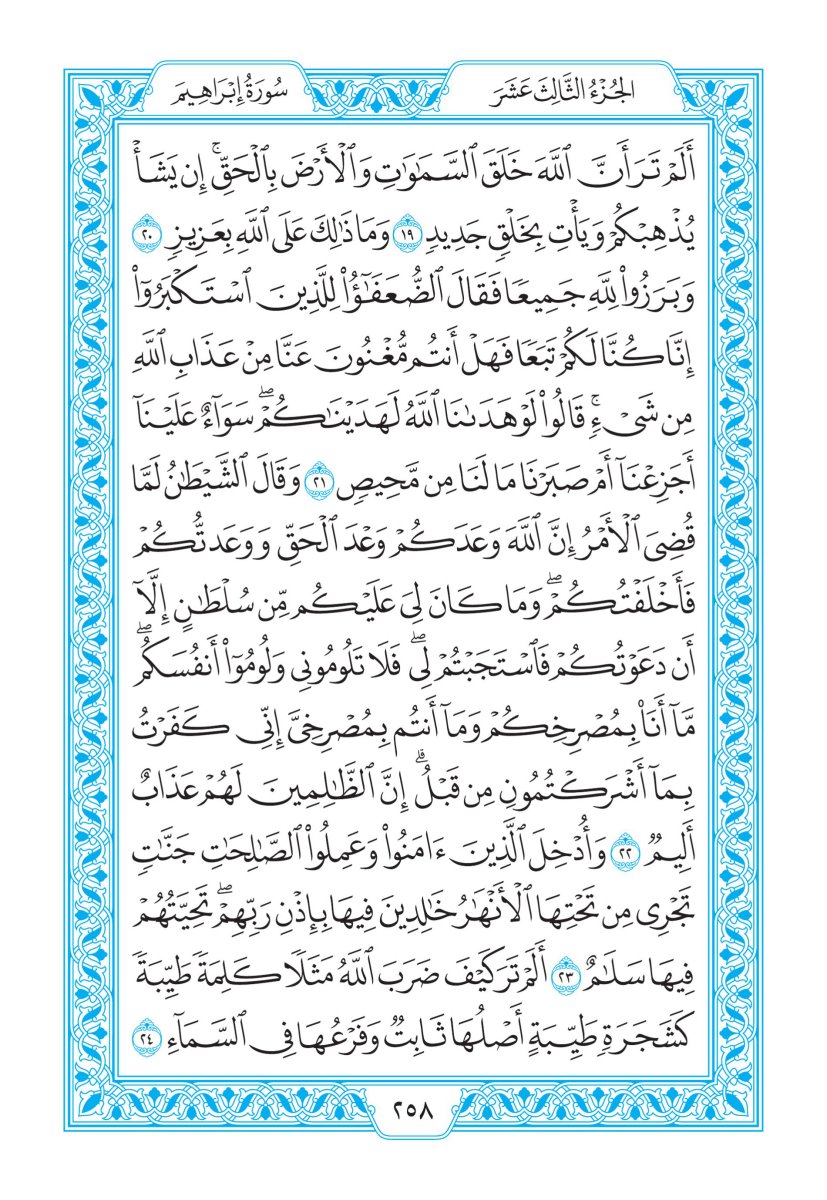 الجُزْءُ الثَّالِثَ عَشَرَ
سُورَةُ إِبْرَاهِيمَ
أَلَمْ تَرَ أَنَّ ٱللَّهَ خَلَقَ ٱلسَّمَٰوَٰتِ وَٱلْأَرْضَ بِٱلْحَقِّۚ إِن يَشَأْ
يُذْهِبْكُمْ وَيَأْتِ بِخَلْقٍ جَدِيدٍ ١٩ وَمَا ذَٰلِكَ عَلَى ٱللَّهِ بِعَزِيزٍ ٢٠
وَبَرَزُوا۟ لِلَّهِ جَمِيعًا فَقَالَ ٱلضُّعَفَٰٓؤُا۟ لِلَّذِينَ ٱسْتَكْبَرُوٓا۟
إِنَّا كُنَّا لَكُمْ تَبَعًا فَهَلْ أَنتُم مُّغْنُونَ عَنَّا مِنْ عَذَابِ ٱللَّهِ
مِن شَىْءٍۚ قَالُوا۟ لَوْ هَدَىٰنَا ٱللَّهُ لَهَدَيْنَٰكُمْۖ سَوَآءٌ عَلَيْنَآ
أَجَزِعْنَآ أَمْ صَبَرْنَا مَا لَنَا مِن مَّحِيصٍ ٢١ وَقَالَ ٱلشَّيْطَٰنُ لَمَّا
قُضِىَ ٱلْأَمْرُ إِنَّ ٱللَّهَ وَعَدَكُمْ وَعْدَ ٱلْحَقِّ وَوَعَدتُّكُمْ
فَأَخْلَفْتُكُمْۖ وَمَا كَانَ لِىَ عَلَيْكُم مِّن سُلْطَٰنٍ إِلَّآ
أَن دَعَوْتُكُمْ فَٱسْتَجَبْتُمْ لِىۖ فَلَا تَلُومُونِى وَلُومُوٓا۟ أَنفُسَكُمۖ
مَّآ أَنَا۠ بِمُصْرِخِكُمْ وَمَآ أَنتُم بِمُصْرِخِىَّ إِنِّى كَفَرْتُ
بِمَآ أَشْرَكْتُمُونِ مِن قَبْلُۗ إِنَّ ٱلظَّٰلِمِينَ لَهُمْ عَذَابٌ
أَلِيمٌ ٢٢ وَأُدْخِلَ ٱلَّذِينَ ءَامَنُوا۟ وَعَمِلُوا۟ ٱلصَّٰلِحَٰتِ جَنَّٰتٍ
تَجْرِى مِن تَحْتِهَا ٱلْأَنْهَٰرُ خَٰلِدِينَ فِيهَا بِإِذْنِ رَبِّهِمْۖ تَحِيَّتُهُمْ
فِيهَا سَلَٰمٌ ٢٣ أَلَمْ تَرَ كَيْفَ ضَرَبَ ٱللَّهُ مَثَلًا كَلِمَةً طَيِّبَةً
كَشَجَرَةٍ طَيِّبَةٍ أَصْلُهَا ثَابِتٌ وَفَرْعُهَا فِى ٱلسَّمَآءِ ٢٤
٢٥٨